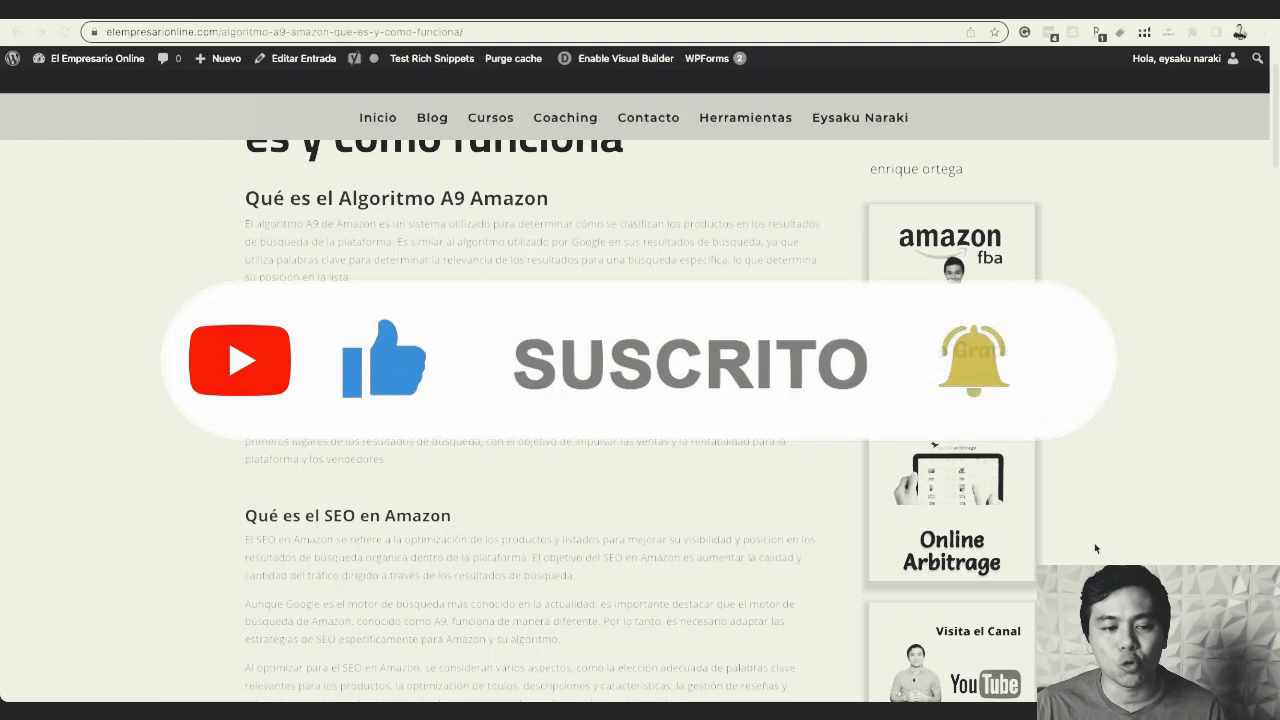 elempresarionline.com/algoritmo-a9-amazon-que-es-y-como-funciona/
El Empresario Online 0 Nuevo Editar Entrada Test Rich Snippets Purge cache Enable Visual Builder WPForms 2 Hola, eysaku naraki
Inicio Blog Cursos Coaching Contacto Herramientas Eysaku Naraki
es y como funciona
enrique ortega
Qué es el Algoritmo A9 Amazon
El algoritmo A9 de Amazon es un sistema utilizado para determinar cómo se clasifican los productos en los resultados
de búsqueda de la plataforma. Es similar al algoritmo utilizado por Google en sus resultados de búsqueda, ya que
utiliza palabras clave para determinar la relevancia de los resultados para una búsqueda específica, lo que determina
su posición en la lista.
amazon
fba
SUSCRITO
primeros lugares de los resultados de búsqueda, con el objetivo de impulsar las ventas y la rentabilidad para la
plataforma y los vendedores
Qué es el SEO en Amazon
El SEO en Amazon se refiere a la optimización de los productos y listados para mejorar su visibilidad y posición en los
resultados de búsqueda orgánica dentro de la plataforma. El objetivo del SEO en Amazon es aumentar la calidad y
cantidad del tráfico dirigido a través de los resultados de búsqueda.
Aunque Google es el motor de búsqueda más conocido en la actualidad, es importante destacar que el motor de
búsqueda de Amazon, conocido como A9, funciona de manera diferente. Por lo tanto, es necesario adaptar las
estrategias de SEO específicamente para Amazon y su algoritmo.
Al optimizar para el SEO en Amazon, se consideran varios aspectos, como la elección adecuada de palabras clave
relevantes para los productos, la optimización de títulos, descripciones y características, la gestión de reseñas y
Online
Arbitrage
Visita el Canal
YouTube